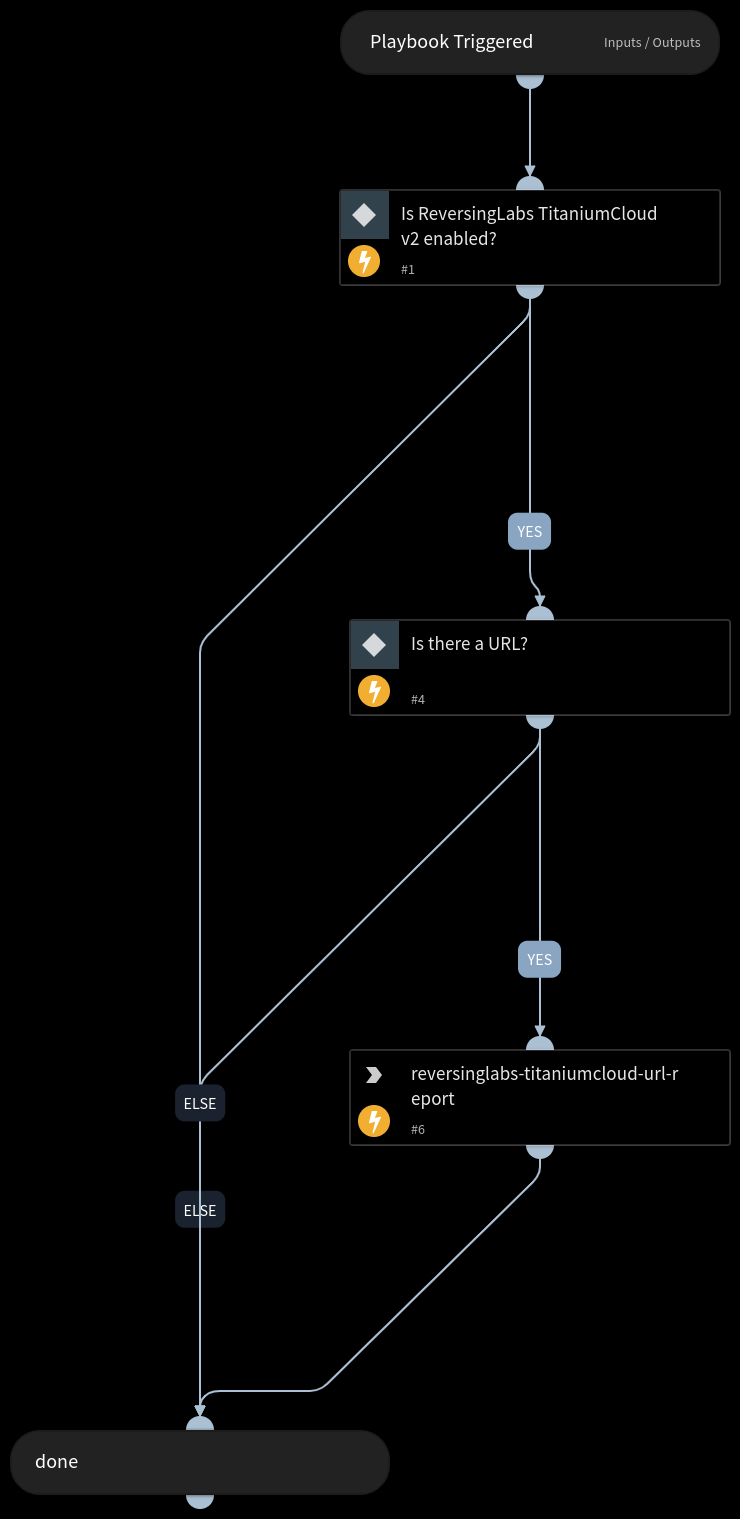 Playbook Triggered
Inputs / Outputs
Is ReversingLabs TitaniumCloud
v2 enabled?
#1
YES
Is there a URL?
#4
YES
reversinglabs-titaniumcloud-url-r
eport
#6
ELSE
ELSE
done